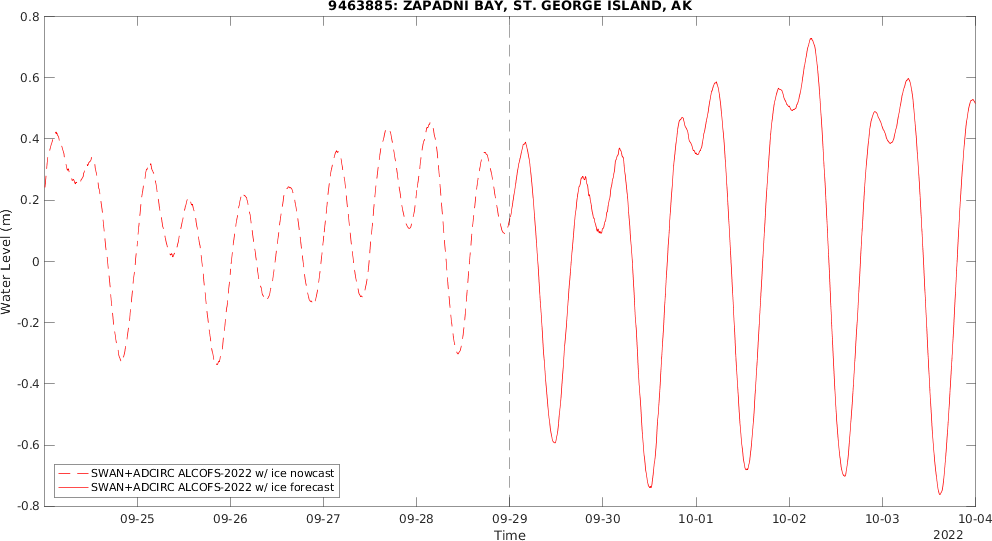 9463885: ZAPADNI BAY, ST. GEORGE ISLAND, AK
0.8
0.6
0.4
0.2
0
-0.2
-0.4
-0.6
-0.8
Water Level (m)
SWAN+ADCIRC ALCOFS-2022 w/ ice nowcast
SWAN+ADCIRC ALCOFS-2022 w/ ice forecast
09-25 09-26 09-27 09-28 09-29 09-30 10-01 10-02 10-03 10-04
Time
2022